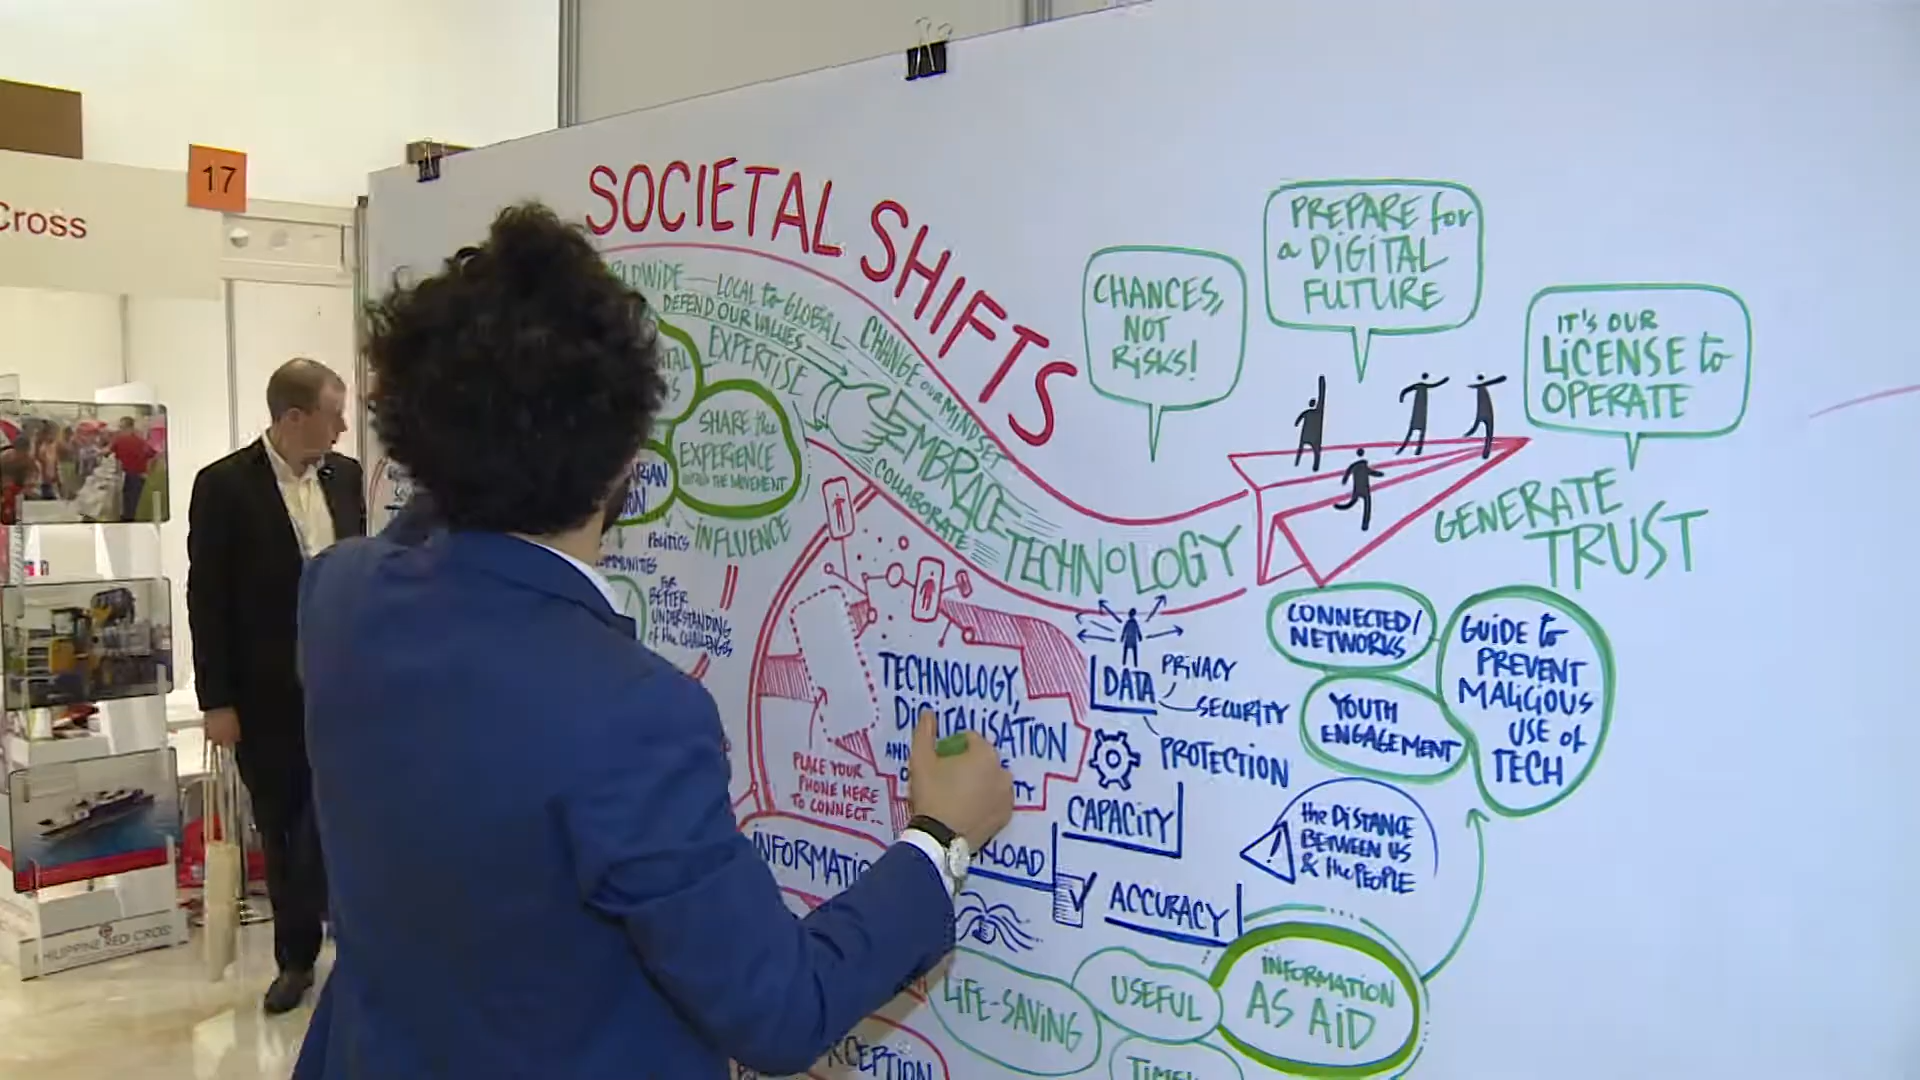 17
Cross
SOCIETAL SHIFTS
LOCAL to GLOBAL
DEFEND OUR VALUES
EXPERTISE
CHANGE OUR MINDSET
EMBRACE
COLLABORATE
TECHNOLOGY
SHARE the
EXPERIENCE
WITHIN THE MOVEMENT
POLITICS
INFLUENCE
FOR
BETTER
UNDERSTANDING
of the CHALLENGES
CHANCES,
NOT
RISKS!
PREPARE for
a DIGITAL
FUTURE
IT'S OUR
LICENSE to
OPERATE
GENERATE
TRUST
TECHNOLOGY,
DIGITALISATION
AND
PLACE YOUR
PHONE HERE
TO CONNECT...
DATA
PRIVACY
SECURITY
PROTECTION
CAPACITY
ACCURACY
CONNECTED/
NETWORKS
YOUTH
ENGAGEMENT
GUIDE to
PREVENT
MALICIOUS
USE of
TECH
the DISTANCE
BETWEEN US
& the PEOPLE
!
LIFE-SAVING
USEFUL
INFORMATION
AS AID
PHILIPPINE RED CROSS